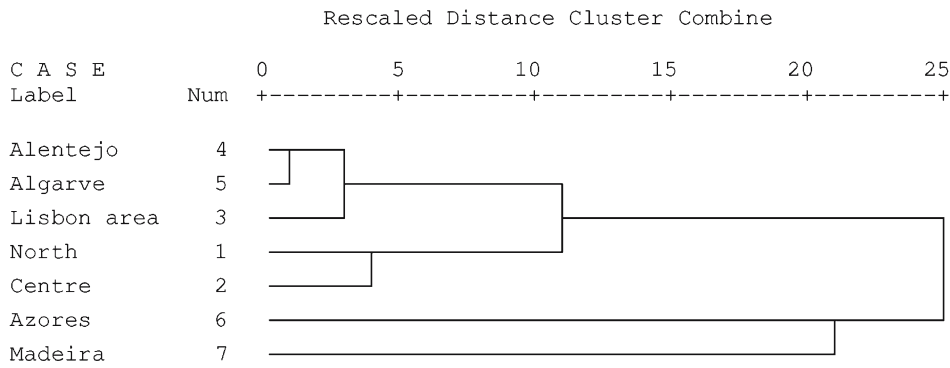 Rescaled Distance Cluster Combine
C A S E 0 5 10 15 20 25
Label Num +---------+---------+---------+---------+---------+
Alentejo 4
Algarve 5
Lisbon area 3
North 1
Centre 2
Azores 6
Madeira 7